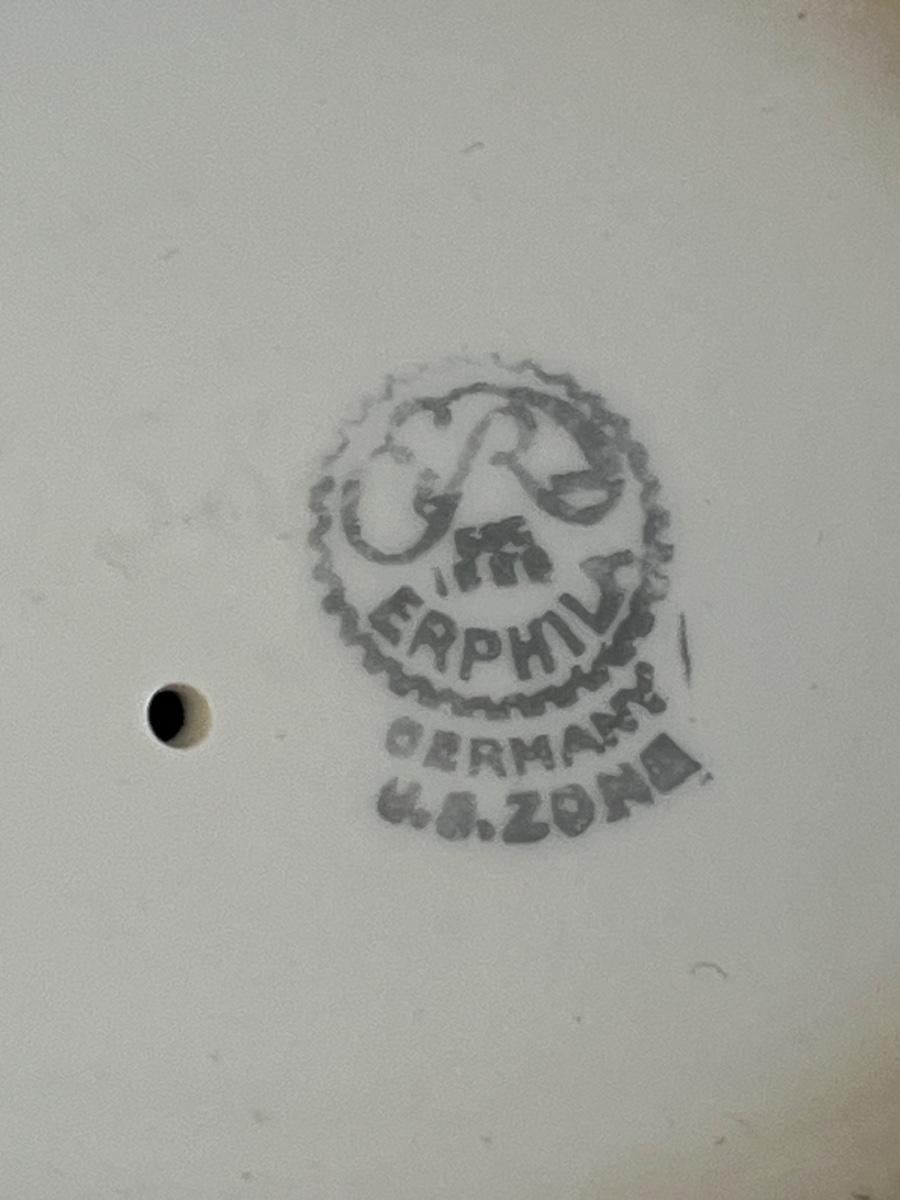 ERPHILA
GERMANY
U.S. ZONE